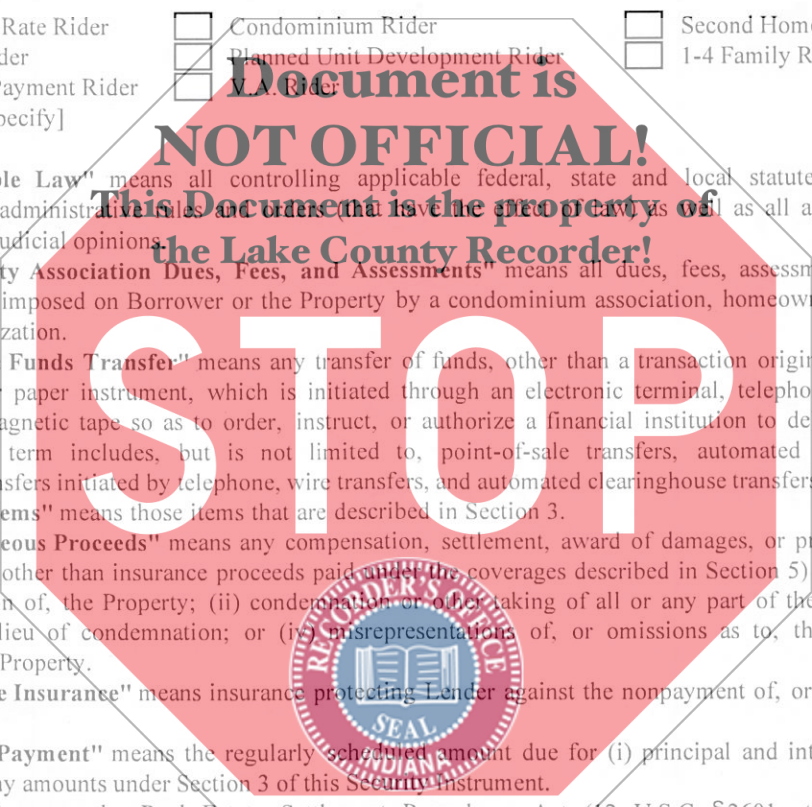 Rate Rider Condominium Rider Second Hom
der Planned Unit Development Rider 1-4 Family R
Payment Rider V.A. Rider
pecify]
Document is
NOT OFFICIAL!
This Document is the property of
the Lake County Recorder!
le Law" means all controlling applicable federal, state and local statute
administrative rules and orders (that have the effect of law) as well as all a
udicial opinions.
ty Association Dues, Fees, and Assessments" means all dues, fees, assessm
imposed on Borrower or the Property by a condominium association, homeown
zation.
Funds Transfer" means any transfer of funds, other than a transaction origin
paper instrument, which is initiated through an electronic terminal, telepho
agnetic tape so as to order, instruct, or authorize a financial institution to de
term includes, but is not limited to, point-of-sale transfers, automated
nsfers initiated by telephone, wire transfers, and automated clearinghouse transfers
ems" means those items that are described in Section 3.
eous Proceeds" means any compensation, settlement, award of damages, or p
other than insurance proceeds paid under the coverages described in Section 5)
n of, the Property; (ii) condemnation or other taking of all or any part of the
lieu of condemnation; or (iv) misrepresentations of, or omissions as to, th
Property.
e Insurance" means insurance protecting Lender against the nonpayment of, or
Payment" means the regularly scheduled amount due for (i) principal and int
ny amounts under Section 3 of this Security Instrument.
STOP
RECORDER'S OFFICE
SEAL
INDIANA